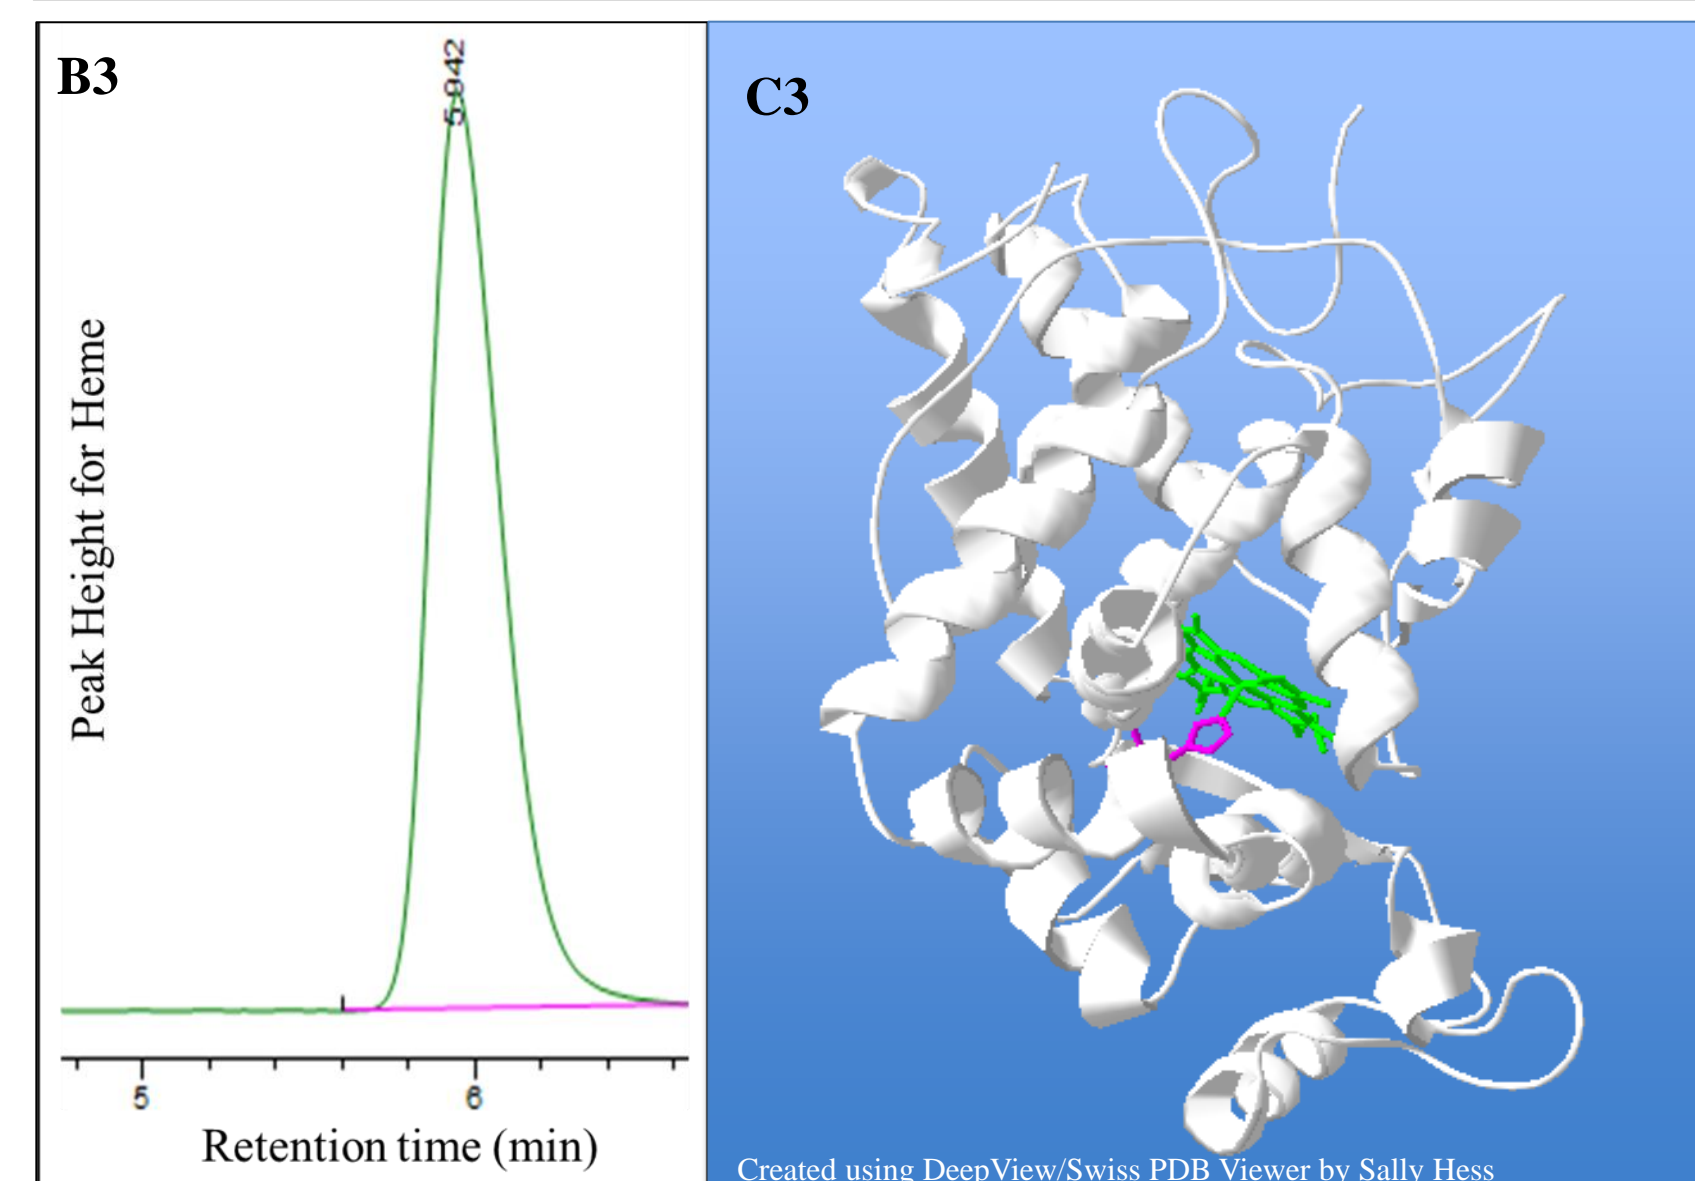 B3
5.942
Peak Height for Heme
5 6
Retention time (min)
C3
Created using DeepView/Swiss PDB Viewer by Sally Hess